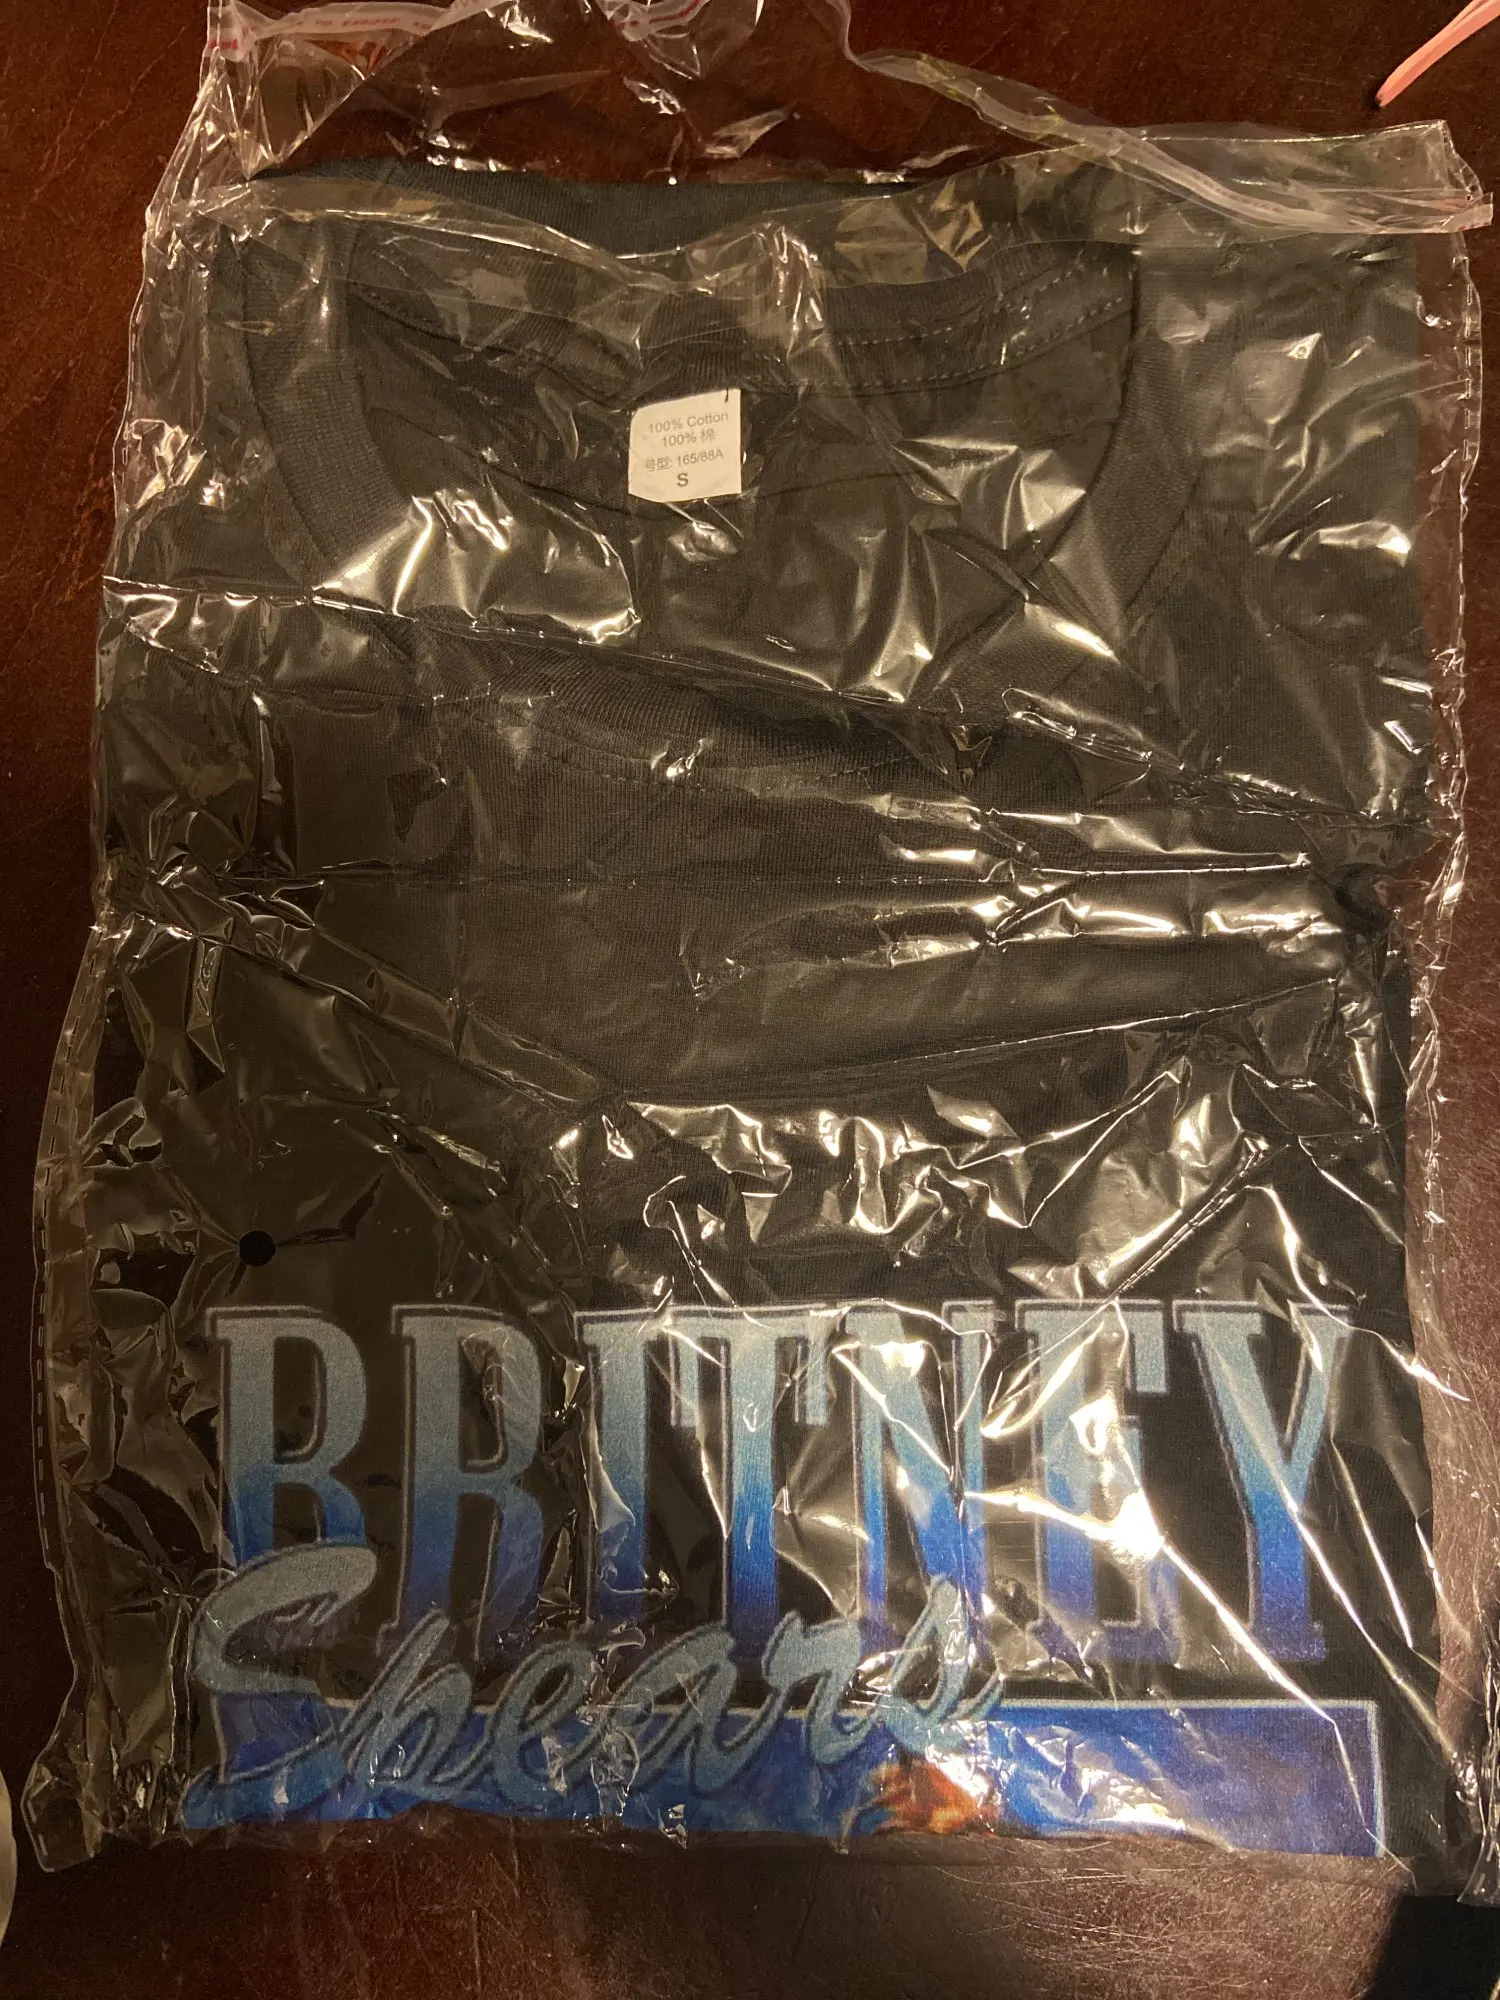 100% Cotton
100% 棉
号型: 165/88A
S
BRITNEY
Spears